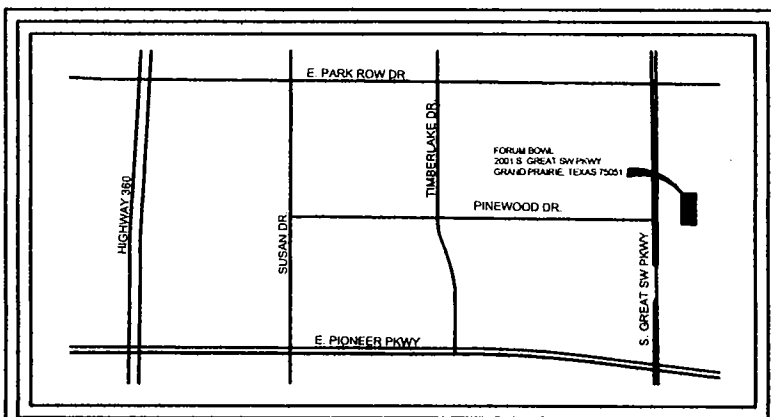 E. PARK ROW DR.
HIGHWAY 360
SUSAN DR.
TIMBERLAKE DR.
FORUM BOWL
2001 S. GREAT SW PKWY
GRAND PRAIRIE, TEXAS 75051
PINEWOOD DR.
S. GREAT SW PKWY
E. PIONEER PKWY